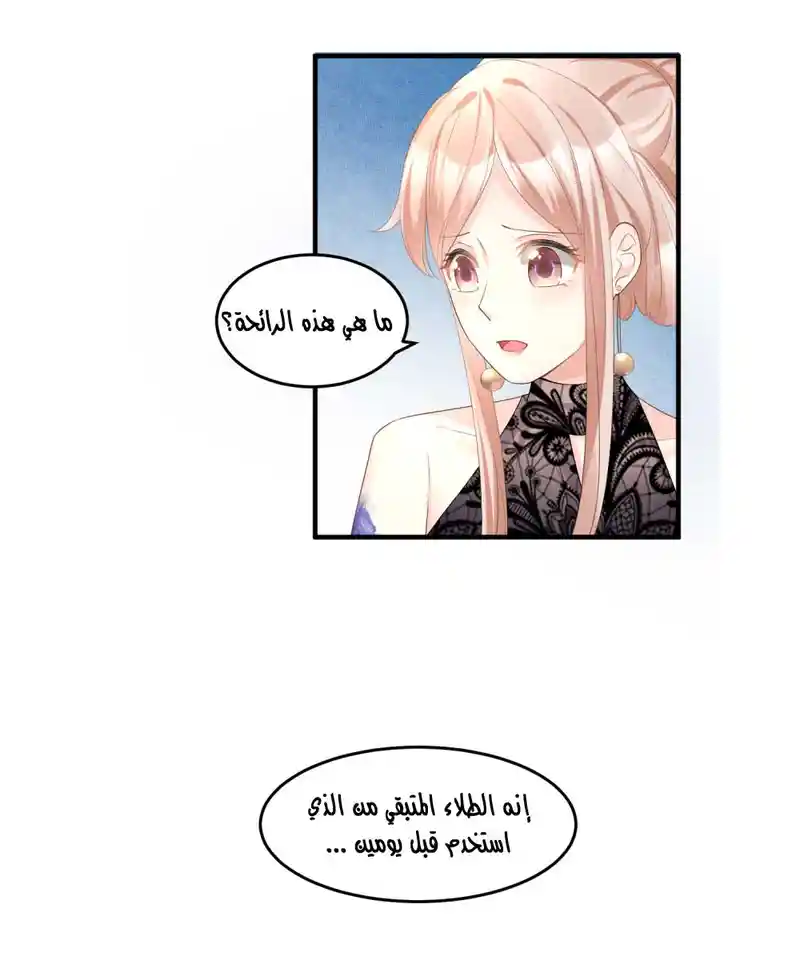 ما هي هذه الرائحة؟
إنه الطلاء المتبقي من الذي
استخدم قبل يومين ...